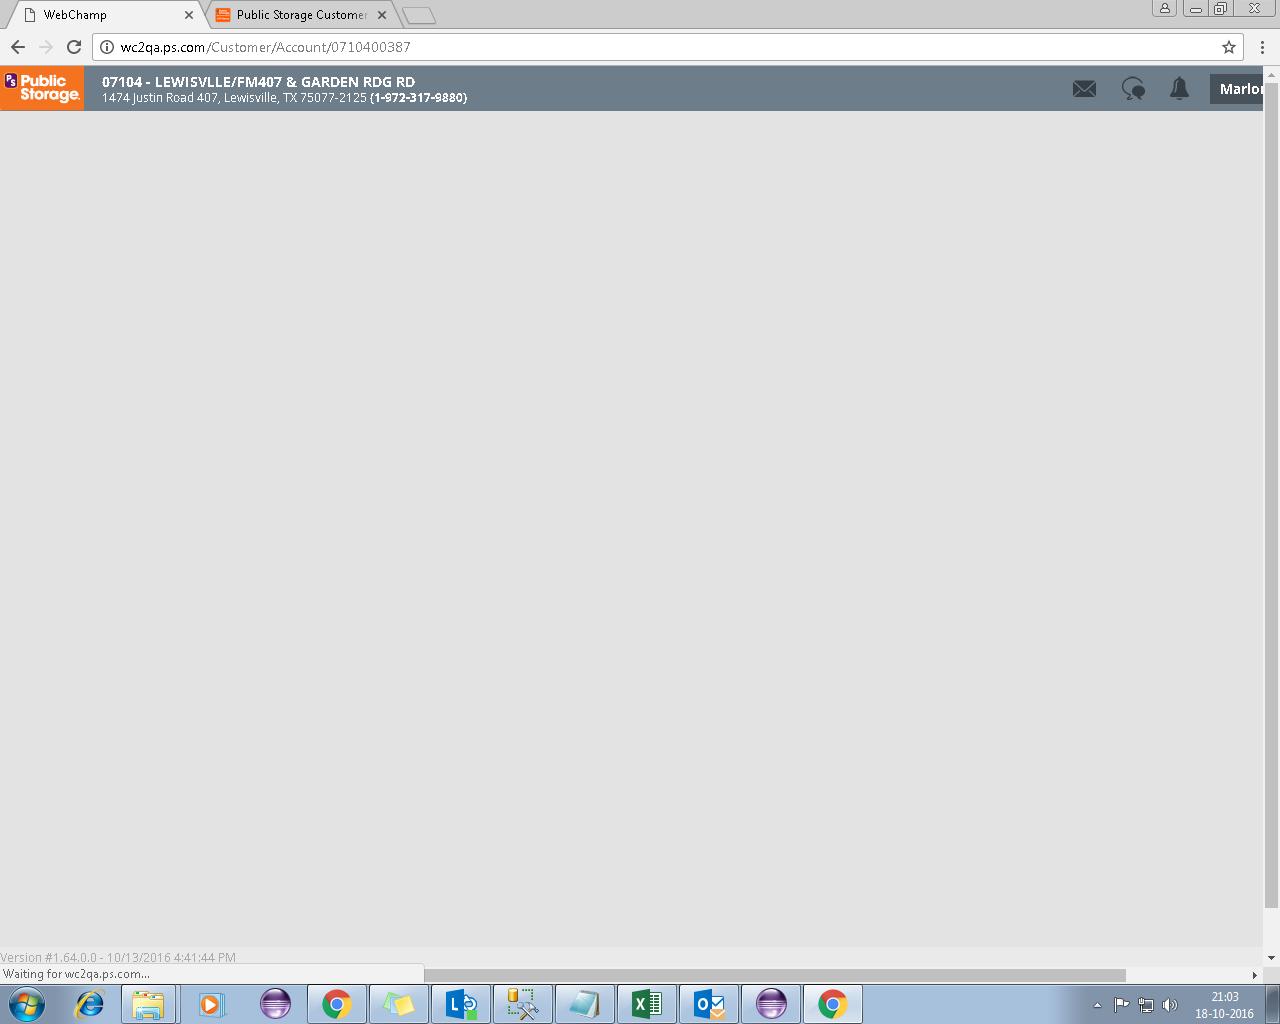 WebChamp
Public Storage Customer
wc2qa.ps.com/Customer/Account/0710400387
PS Public Storage.
07104 - LEWISVLLE/FM407 & GARDEN RDG RD
1474 Justin Road 407, Lewisville, TX 75077-2125 (1-972-317-9880)
Marlo
Version #1.64.0.0 - 10/13/2016 4:41:44 PM
Waiting for wc2qa.ps.com...
21:03
18-10-2016